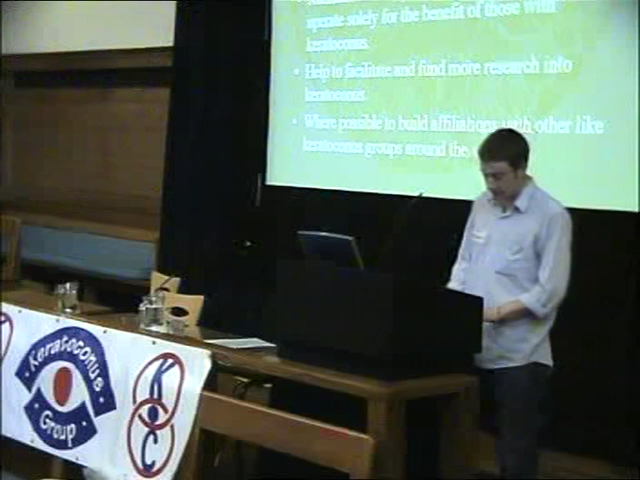 operate solely for the benefit of those with
keratoconus.
• Help to facilitate and fund more research into
keratoconus.
• Where possible to build affiliations with other like
keratoconus groups around the
Keratoconus
Group
K
C